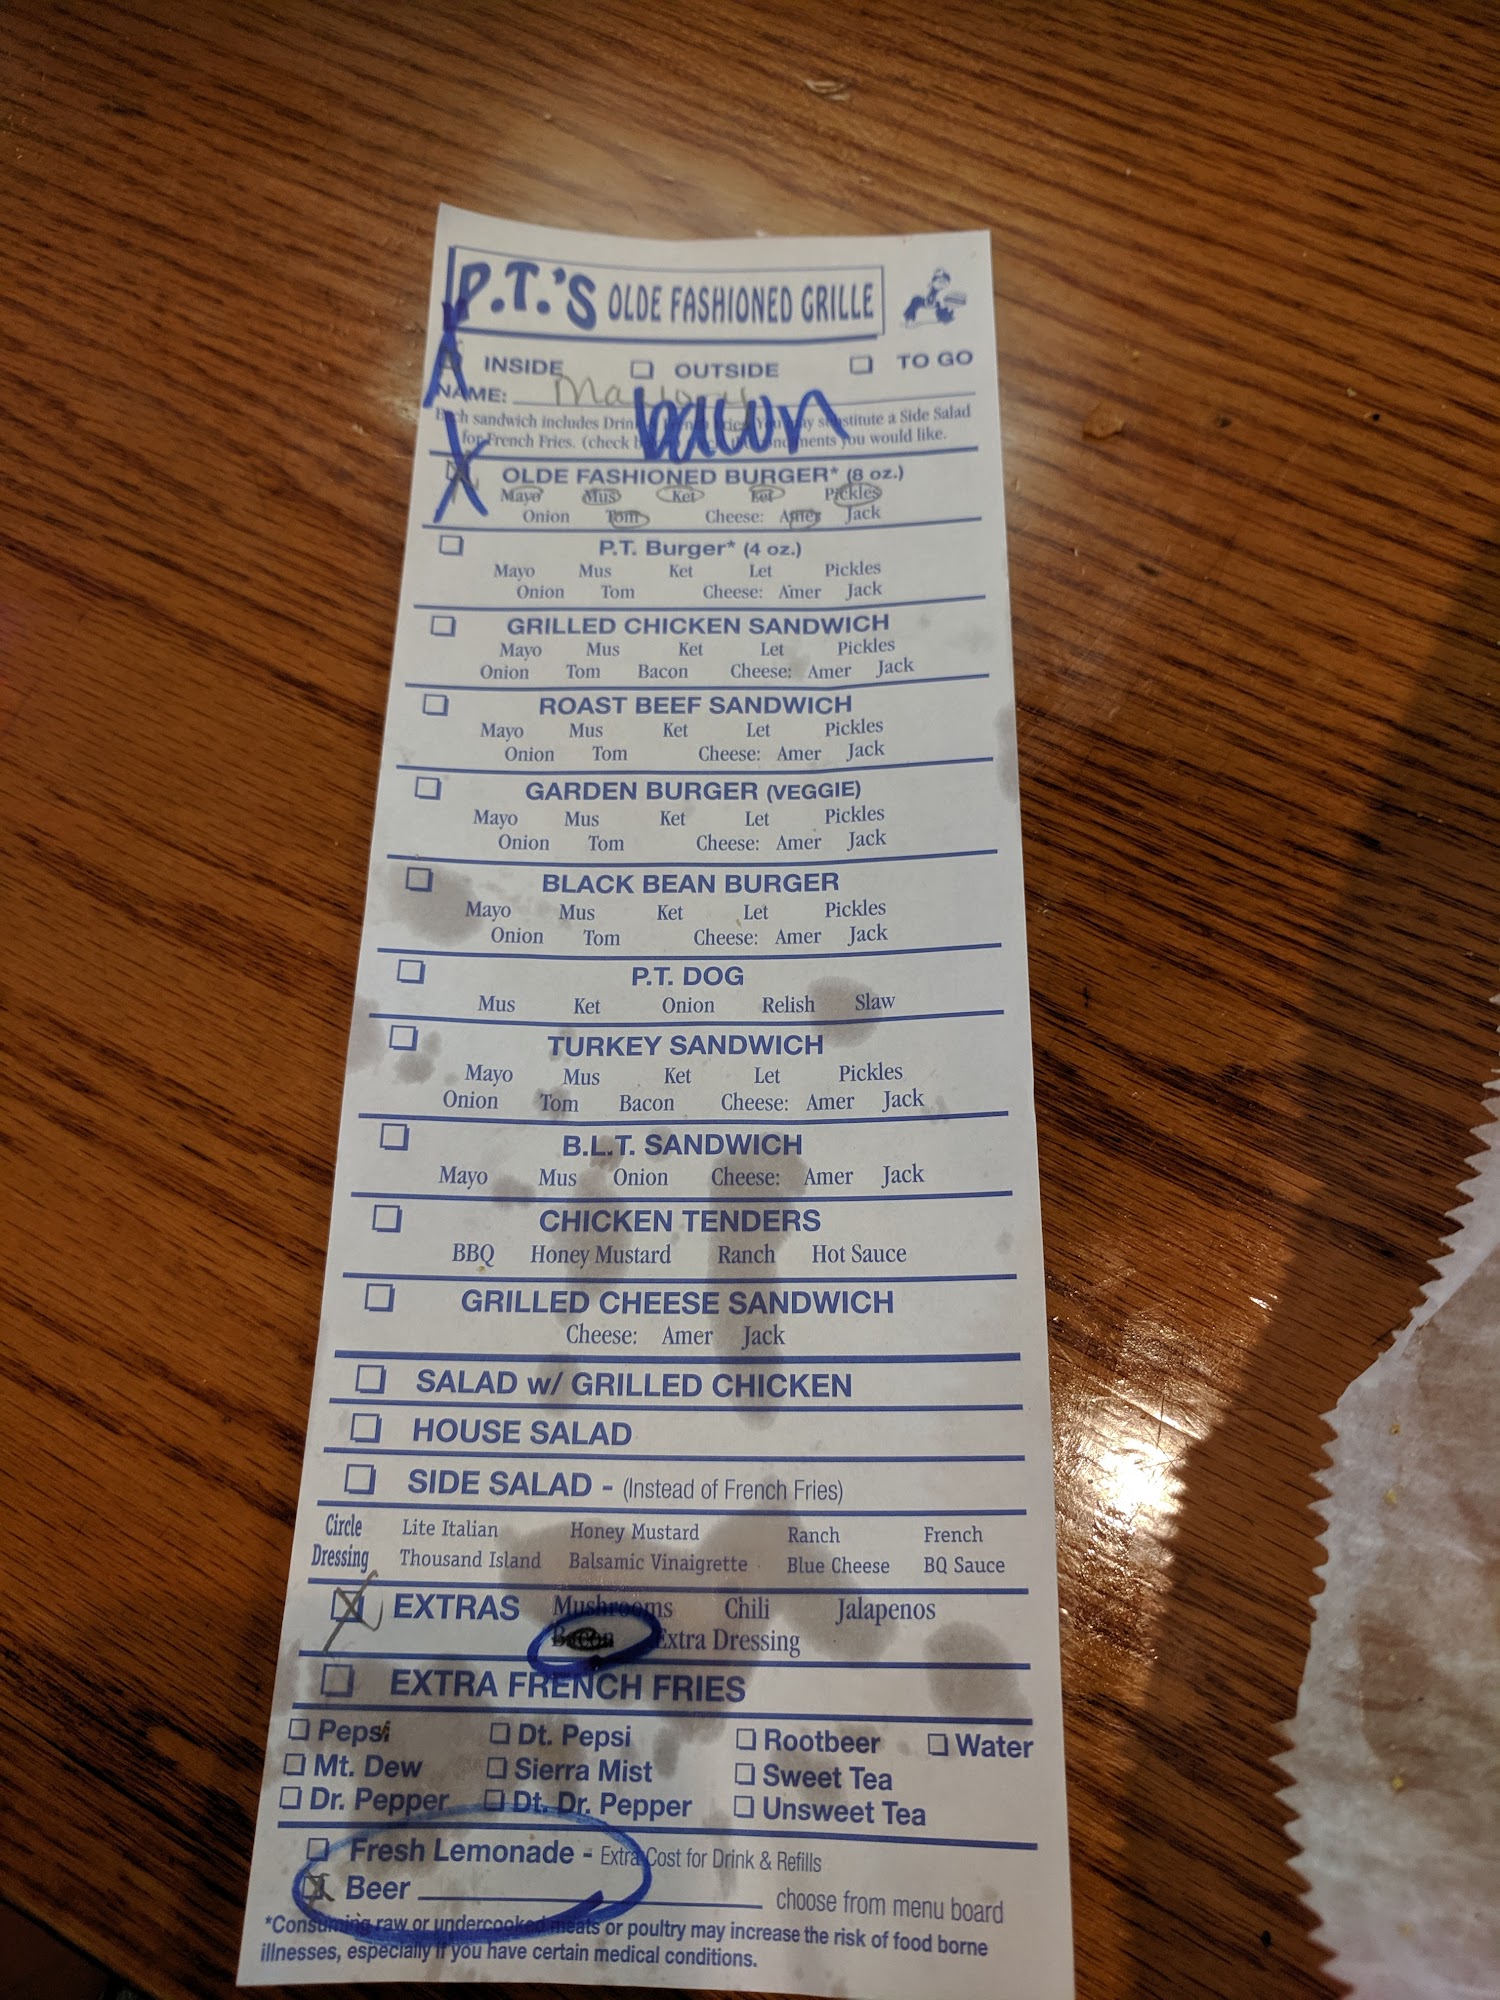 P.T.'S OLDE FASHIONED GRILLE
INSIDE OUTSIDE TO GO
NAME:
bacon
Each sandwich includes Drink French Fries. You may substitute a Side Salad
for French Fries. (check you would like.
OLDE FASHIONED BURGER* (8 oz.)
Mayo Mus Ket Let Pickles
Onion Tom Cheese: Amer Jack
P.T. Burger* (4 oz.)
Mayo Mus Ket Let Pickles
Onion Tom Cheese: Amer Jack
GRILLED CHICKEN SANDWICH
Mayo Mus Ket Let Pickles
Onion Tom Bacon Cheese: Amer Jack
ROAST BEEF SANDWICH
Mayo Mus Ket Let Pickles
Onion Tom Cheese: Amer Jack
GARDEN BURGER (VEGGIE)
Mayo Mus Ket Let Pickles
Onion Tom Cheese: Amer Jack
BLACK BEAN BURGER
Mayo Mus Ket Let Pickles
Onion Tom Cheese: Amer Jack
P.T. DOG
Mus Ket Onion Relish Slaw
TURKEY SANDWICH
Mayo Mus Ket Let Pickles
Onion Tom Bacon Cheese: Amer Jack
B.L.T. SANDWICH
Mayo Mus Onion Cheese: Amer Jack
CHICKEN TENDERS
BBQ Honey Mustard Ranch Hot Sauce
GRILLED CHEESE SANDWICH
Cheese: Amer Jack
SALAD w/ GRILLED CHICKEN
HOUSE SALAD
SIDE SALAD - (Instead of French Fries)
Circle Lite Italian Honey Mustard Ranch French
Dressing Thousand Island Balsamic Vinaigrette Blue Cheese BQ Sauce
EXTRAS Mushrooms Chili Jalapenos
Bacon Extra Dressing
EXTRA FRENCH FRIES
Pepsi Dt. Pepsi Rootbeer Water
Mt. Dew Sierra Mist Sweet Tea
Dr. Pepper Dt. Dr. Pepper Unsweet Tea
Fresh Lemonade - Extra Cost for Drink & Refills
Beer choose from menu board
*Consuming raw or undercooked meats or poultry may increase the risk of food borne
illnesses, especially if you have certain medical conditions.